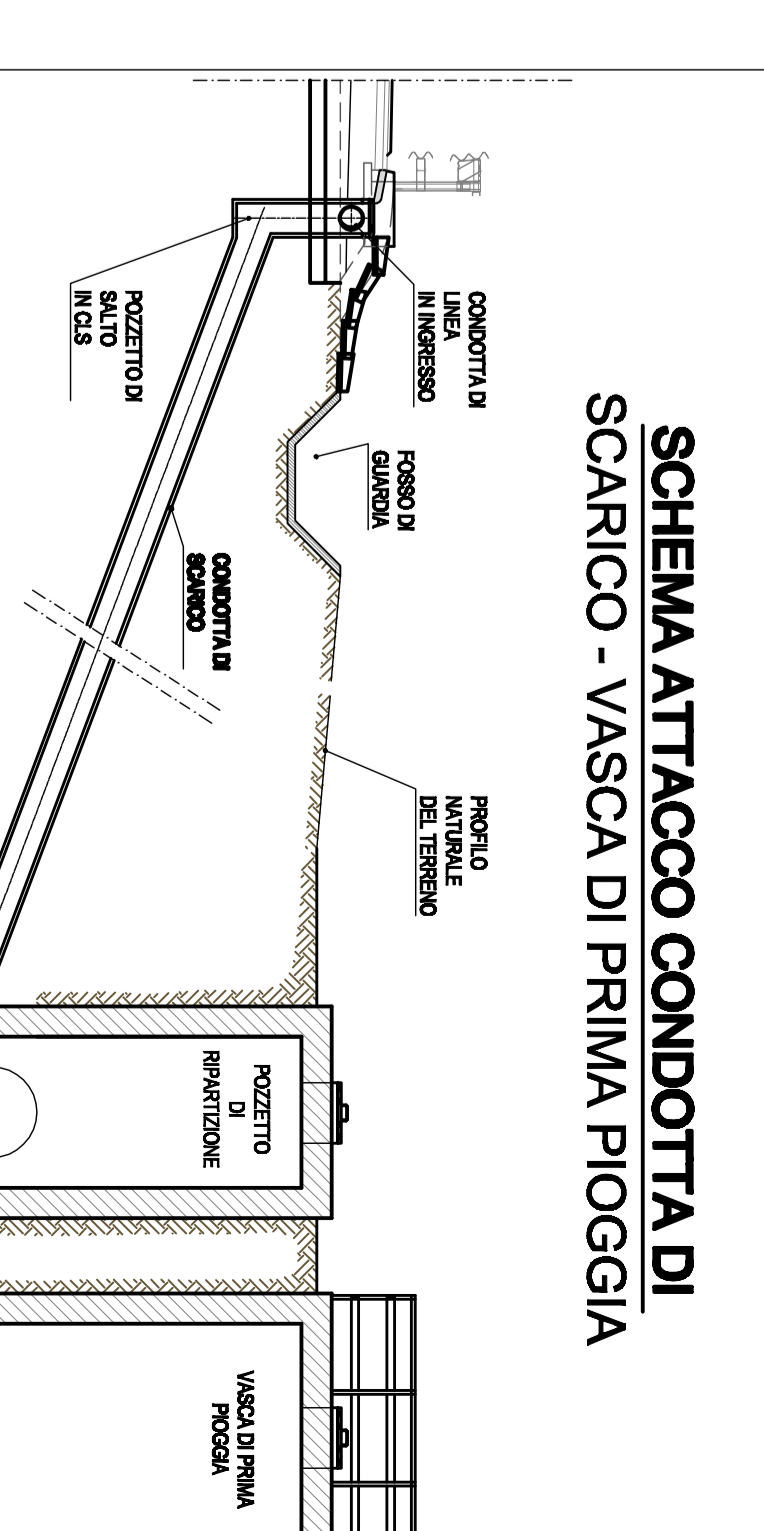 SCHEMA ATTACCO CONDOTTA DI
SCARICO - VASCA DI PRIMA PIOGGIA
CONDOTTA DI
LINEA
IN INGRESSO
POZZETTO DI
SALTO
IN CLS
FOSSO DI
GUARDIA
CONDOTTA DI
SCARICO
PROFILO
NATURALE
DEL TERRENO
POZZETTO
DI
RIPARTIZIONE
VASCA DI PRIMA
PIOGGIA